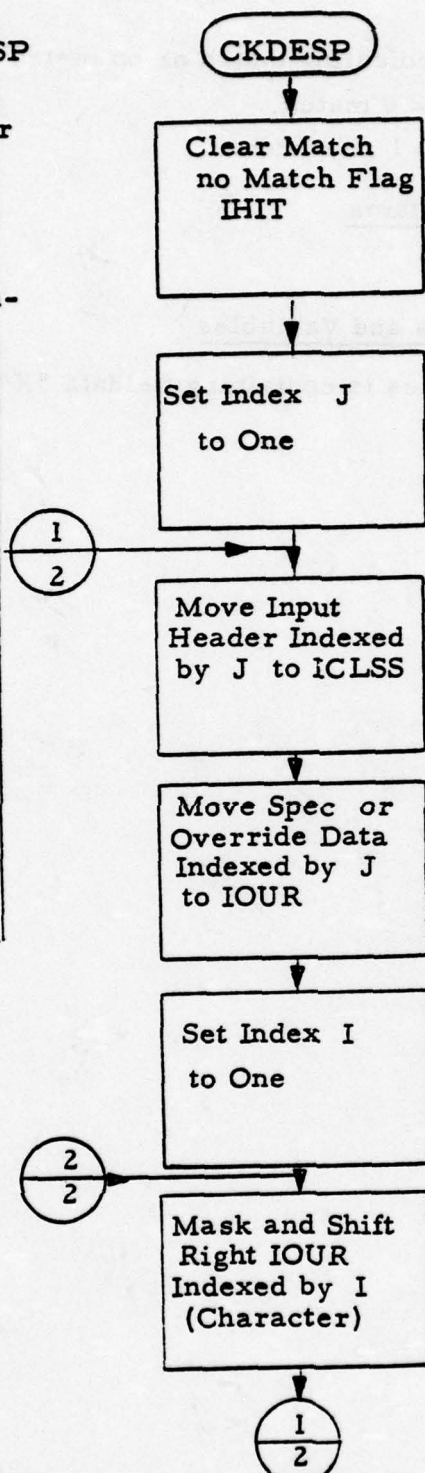 SP
r
-
CKDESP
Clear Match
no Match Flag
IHIT
Set Index J
to One
1
2
Move Input
Header Indexed
by J to ICLSS
Move Spec or
Override Data
Indexed by J
to IOUR
Set Index I
to One
2
2
Mask and Shift
Right IOUR
Indexed by I
(Character)
1
2